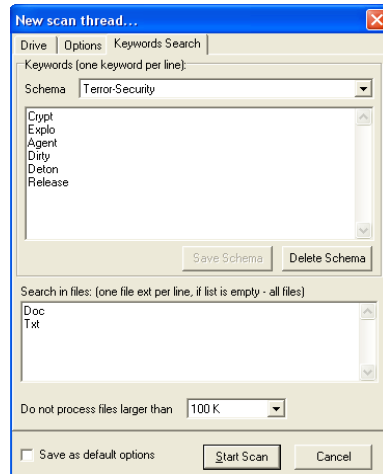 New scan thread...
Drive Options Keywords Search
Keywords (one keyword per line):
Schema Terror-Security
Crypt
Explo
Agent
Dirty
Deton
Release
Save Schema Delete Schema
Search in files: (one file ext per line, if list is empty - all files)
Doc
Txt
Do not process files larger than 100 K
Save as default options Start Scan Cancel